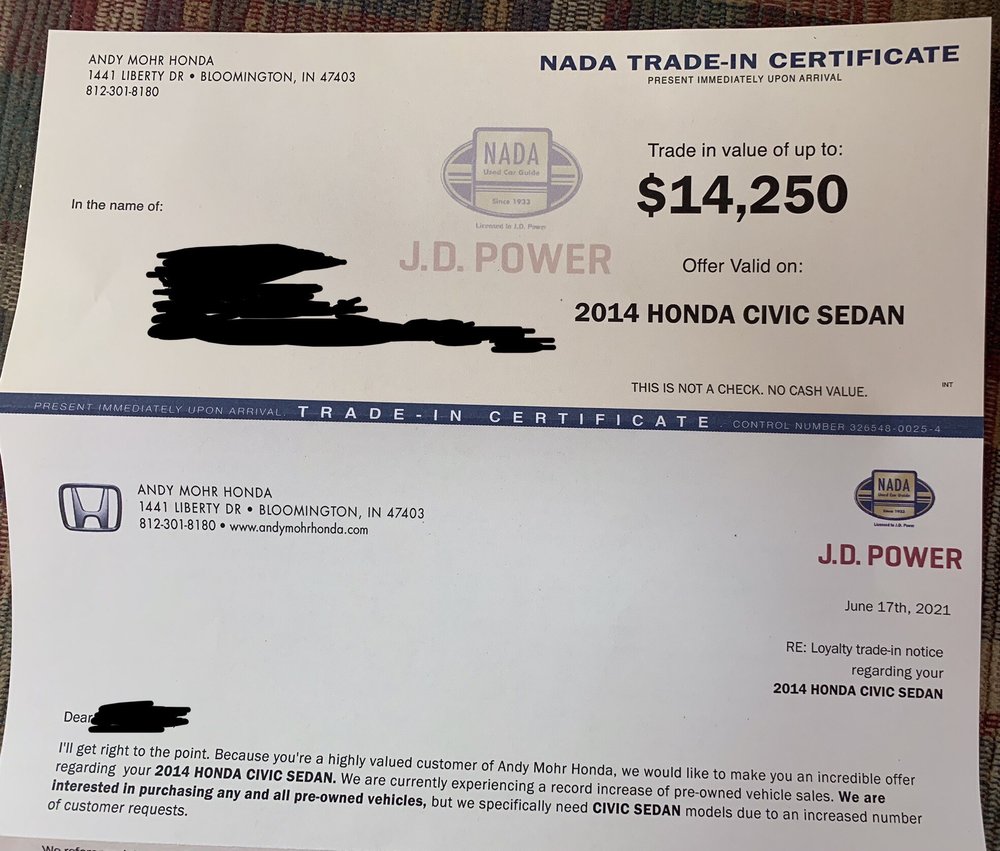 ANDY MOHR HONDA
1441 LIBERTY DR • BLOOMINGTON, IN 47403
812-301-8180
NADA TRADE-IN CERTIFICATE
PRESENT IMMEDIATELY UPON ARRIVAL
NADA
Used Car Guide
Since 1933
Licensed to J.D. Power
J.D. POWER
Trade in value of up to:
$14,250
In the name of:
Offer Valid on:
2014 HONDA CIVIC SEDAN
THIS IS NOT A CHECK. NO CASH VALUE.
INT
PRESENT IMMEDIATELY UPON ARRIVAL. TRADE-IN CERTIFICATE CONTROL NUMBER 326548-0025-4
ANDY MOHR HONDA
1441 LIBERTY DR • BLOOMINGTON, IN 47403
812-301-8180 • www.andymohrhonda.com
NADA
Used Car Guide
Since 1933
Licensed to J.D. Power
J.D. POWER
June 17th, 2021
RE: Loyalty trade-in notice
regarding your
2014 HONDA CIVIC SEDAN
Dear
I'll get right to the point. Because you're a highly valued customer of Andy Mohr Honda, we would like to make you an incredible offer
regarding your 2014 HONDA CIVIC SEDAN. We are currently experiencing a record increase of pre-owned vehicle sales. We are
interested in purchasing any and all pre-owned vehicles, but we specifically need CIVIC SEDAN models due to an increased number
of customer requests.